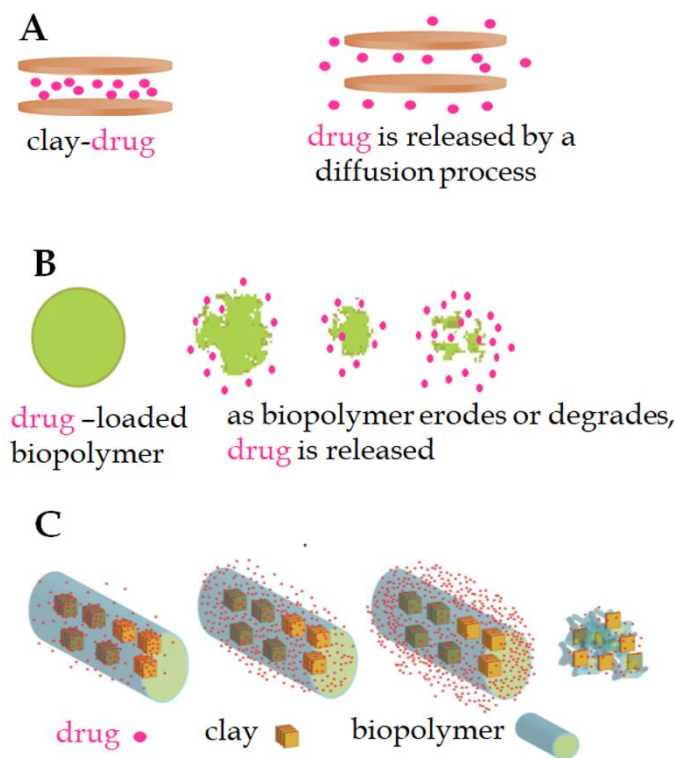 A
clay-drug
drug is released by a
diffusion process
B
drug –loaded
biopolymer
as biopolymer erodes or degrades,
drug is released
C
drug
clay
biopolymer